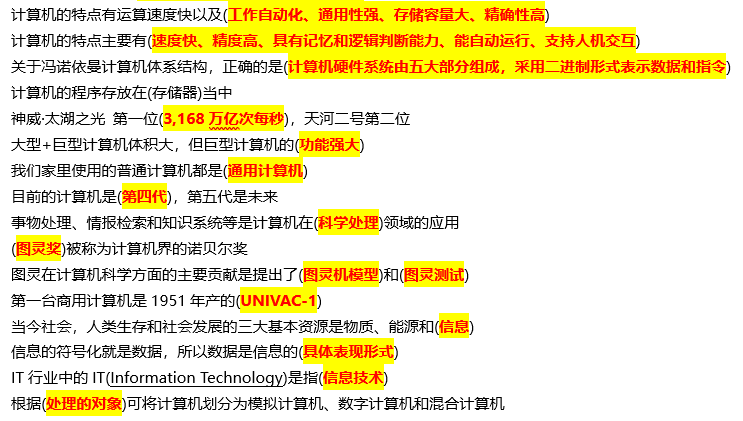 计算机的特点有运算速度快以及(工作自动化、通用性强、存储容量大、精确性高)
计算机的特点主要有(速度快、精度高、具有记忆和逻辑判断能力、能自动运行、支持人机交互)
关于冯诺依曼计算机体系结构，正确的是(计算机硬件系统由五大部分组成，采用二进制形式表示数据和指令)
计算机的程序存放在(存储器)当中
神威·太湖之光 第一位(3,168 万亿次每秒)，天河二号第二位
大型+巨型计算机体积大，但巨型计算机的(功能强大)
我们家里使用的普通计算机都是(通用计算机)
目前的计算机是(第四代)，第五代是未来
事物处理、情报检索和知识系统等是计算机在(科学处理)领域的应用
(图灵奖)被称为计算机界的诺贝尔奖
图灵在计算机科学方面的主要贡献是提出了(图灵机模型)和(图灵测试)
第一台商用计算机是 1951 年产的(UNIVAC-1)
当今社会，人类生存和社会发展的三大基本资源是物质、能源和(信息)
信息的符号化就是数据，所以数据是信息的(具体表现形式)
IT 行业中的 IT(Information Technology)是指(信息技术)
根据(处理的对象)可将计算机划分为模拟计算机、数字计算机和混合计算机